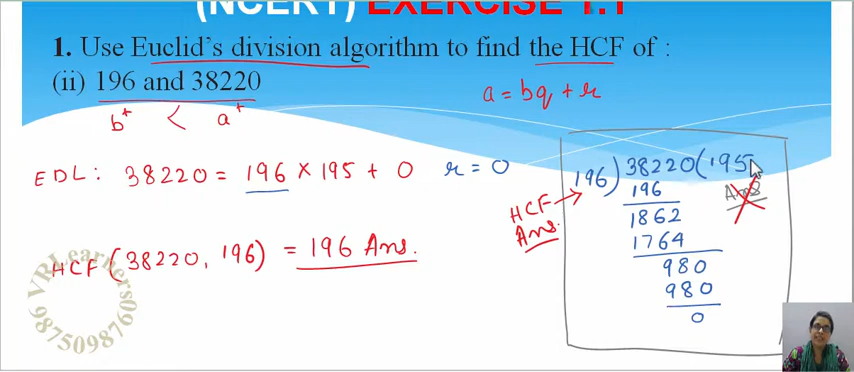 (NCERT) EXERCISE 1.1
1. Use Euclid's division algorithm to find the HCF of :
(ii) 196 and 38220
a = bq + r
b+ < a+
EDL: 38220 = 196 × 195 + 0 r = 0
HCF (38220, 196) = 196 Ans.
VRLearners
9875098760
HCF Ans.
196) 38220 (195
Ans
196
1862
1764
980
980
0